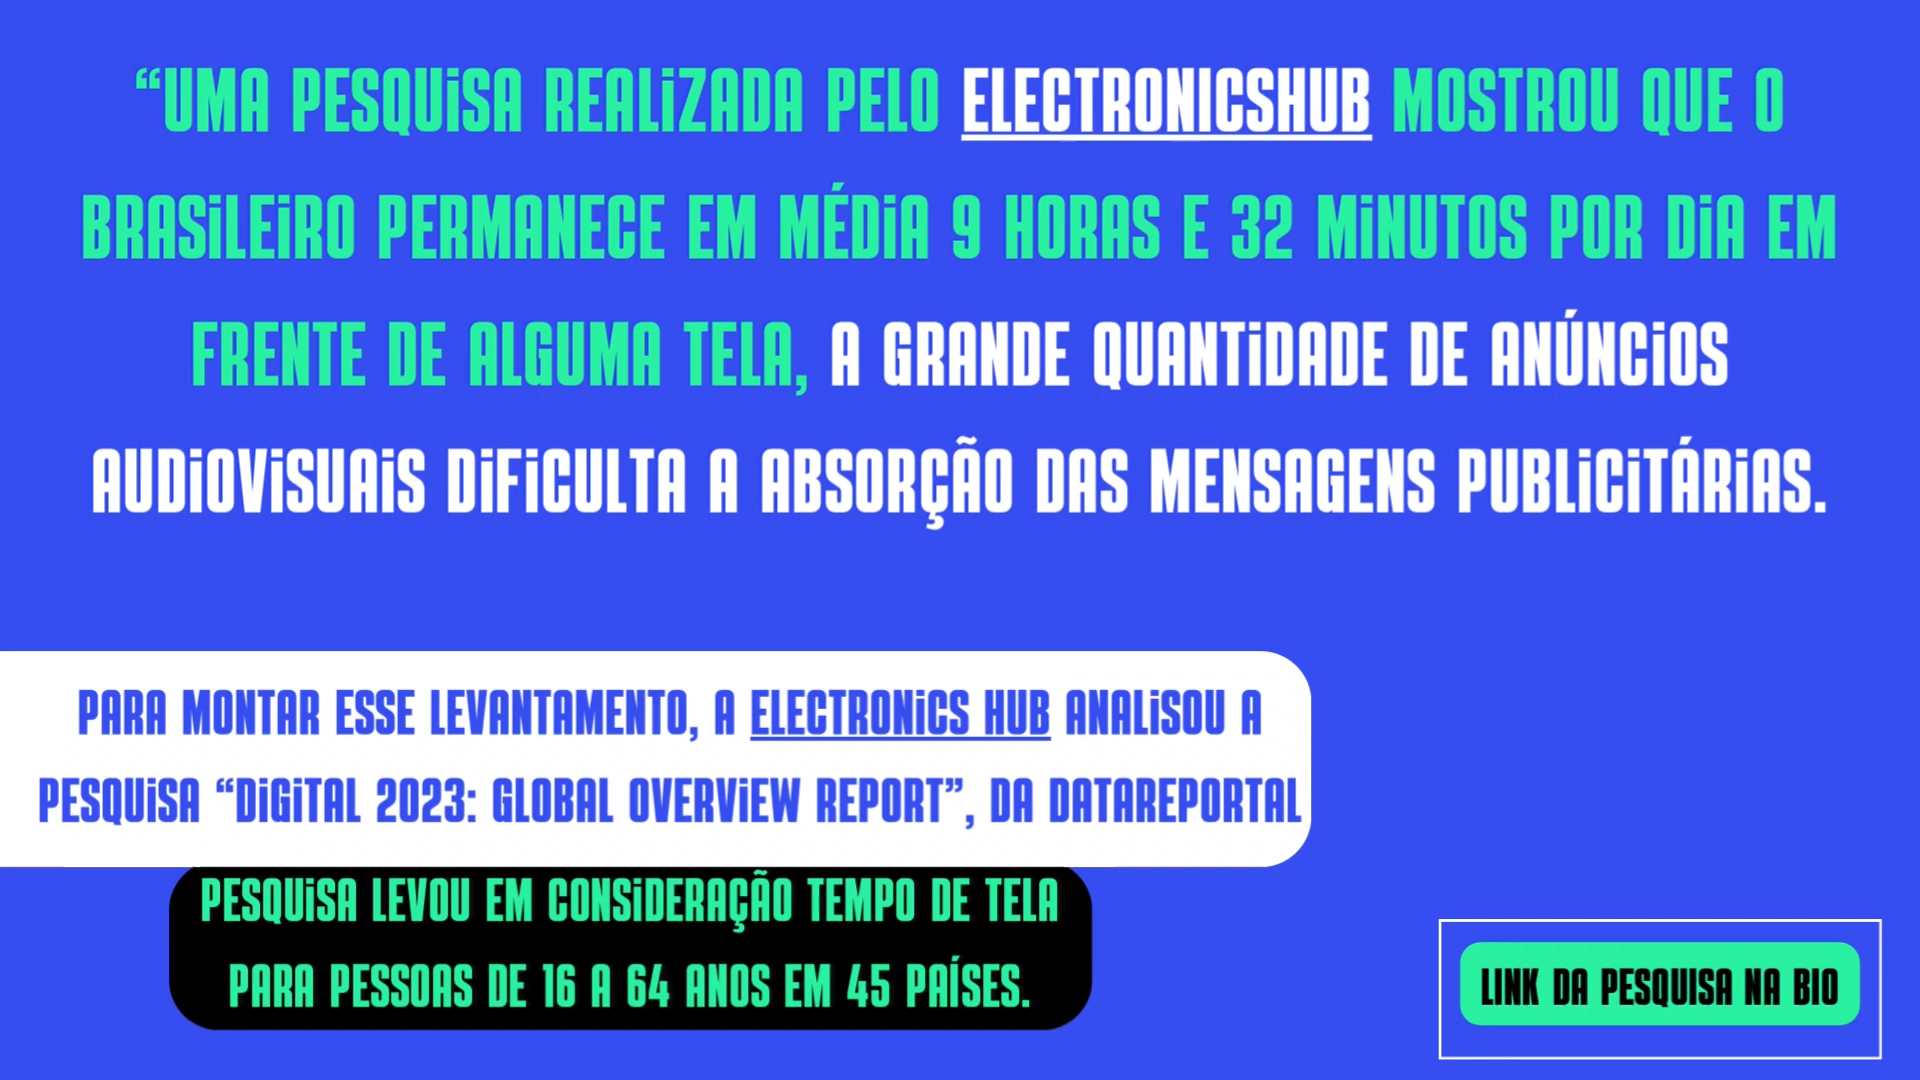 “UMA PESQUiSA REALiZADA PELO ELECTRONICSHUB MOSTROU QUE O
BRASiLEiRO PERMANECE EM MÉDiA 9 HORAS E 32 MiNUTOS POR DiA EM
FRENTE DE ALGUMA TELA, A GRANDE QUANTiDADE DE ANÚNCiOS
AUDiOViSUAiS DiFiCULTA A ABSORÇÃO DAS MENSAGENS PUBLiCiTÁRiAS.
PARA MONTAR ESSE LEVANTAMENTO, A ELECTRONiCS HUB ANALiSOU A
PESQUiSA “DiGiTAL 2023: GLOBAL OVERViEW REPORT”, DA DATAREPORTAL
PESQUiSA LEVOU EM CONSiDERAÇÃO TEMPO DE TELA
PARA PESSOAS DE 16 A 64 ANOS EM 45 PAÍSES.
LINK DA PESQUISA NA BIO